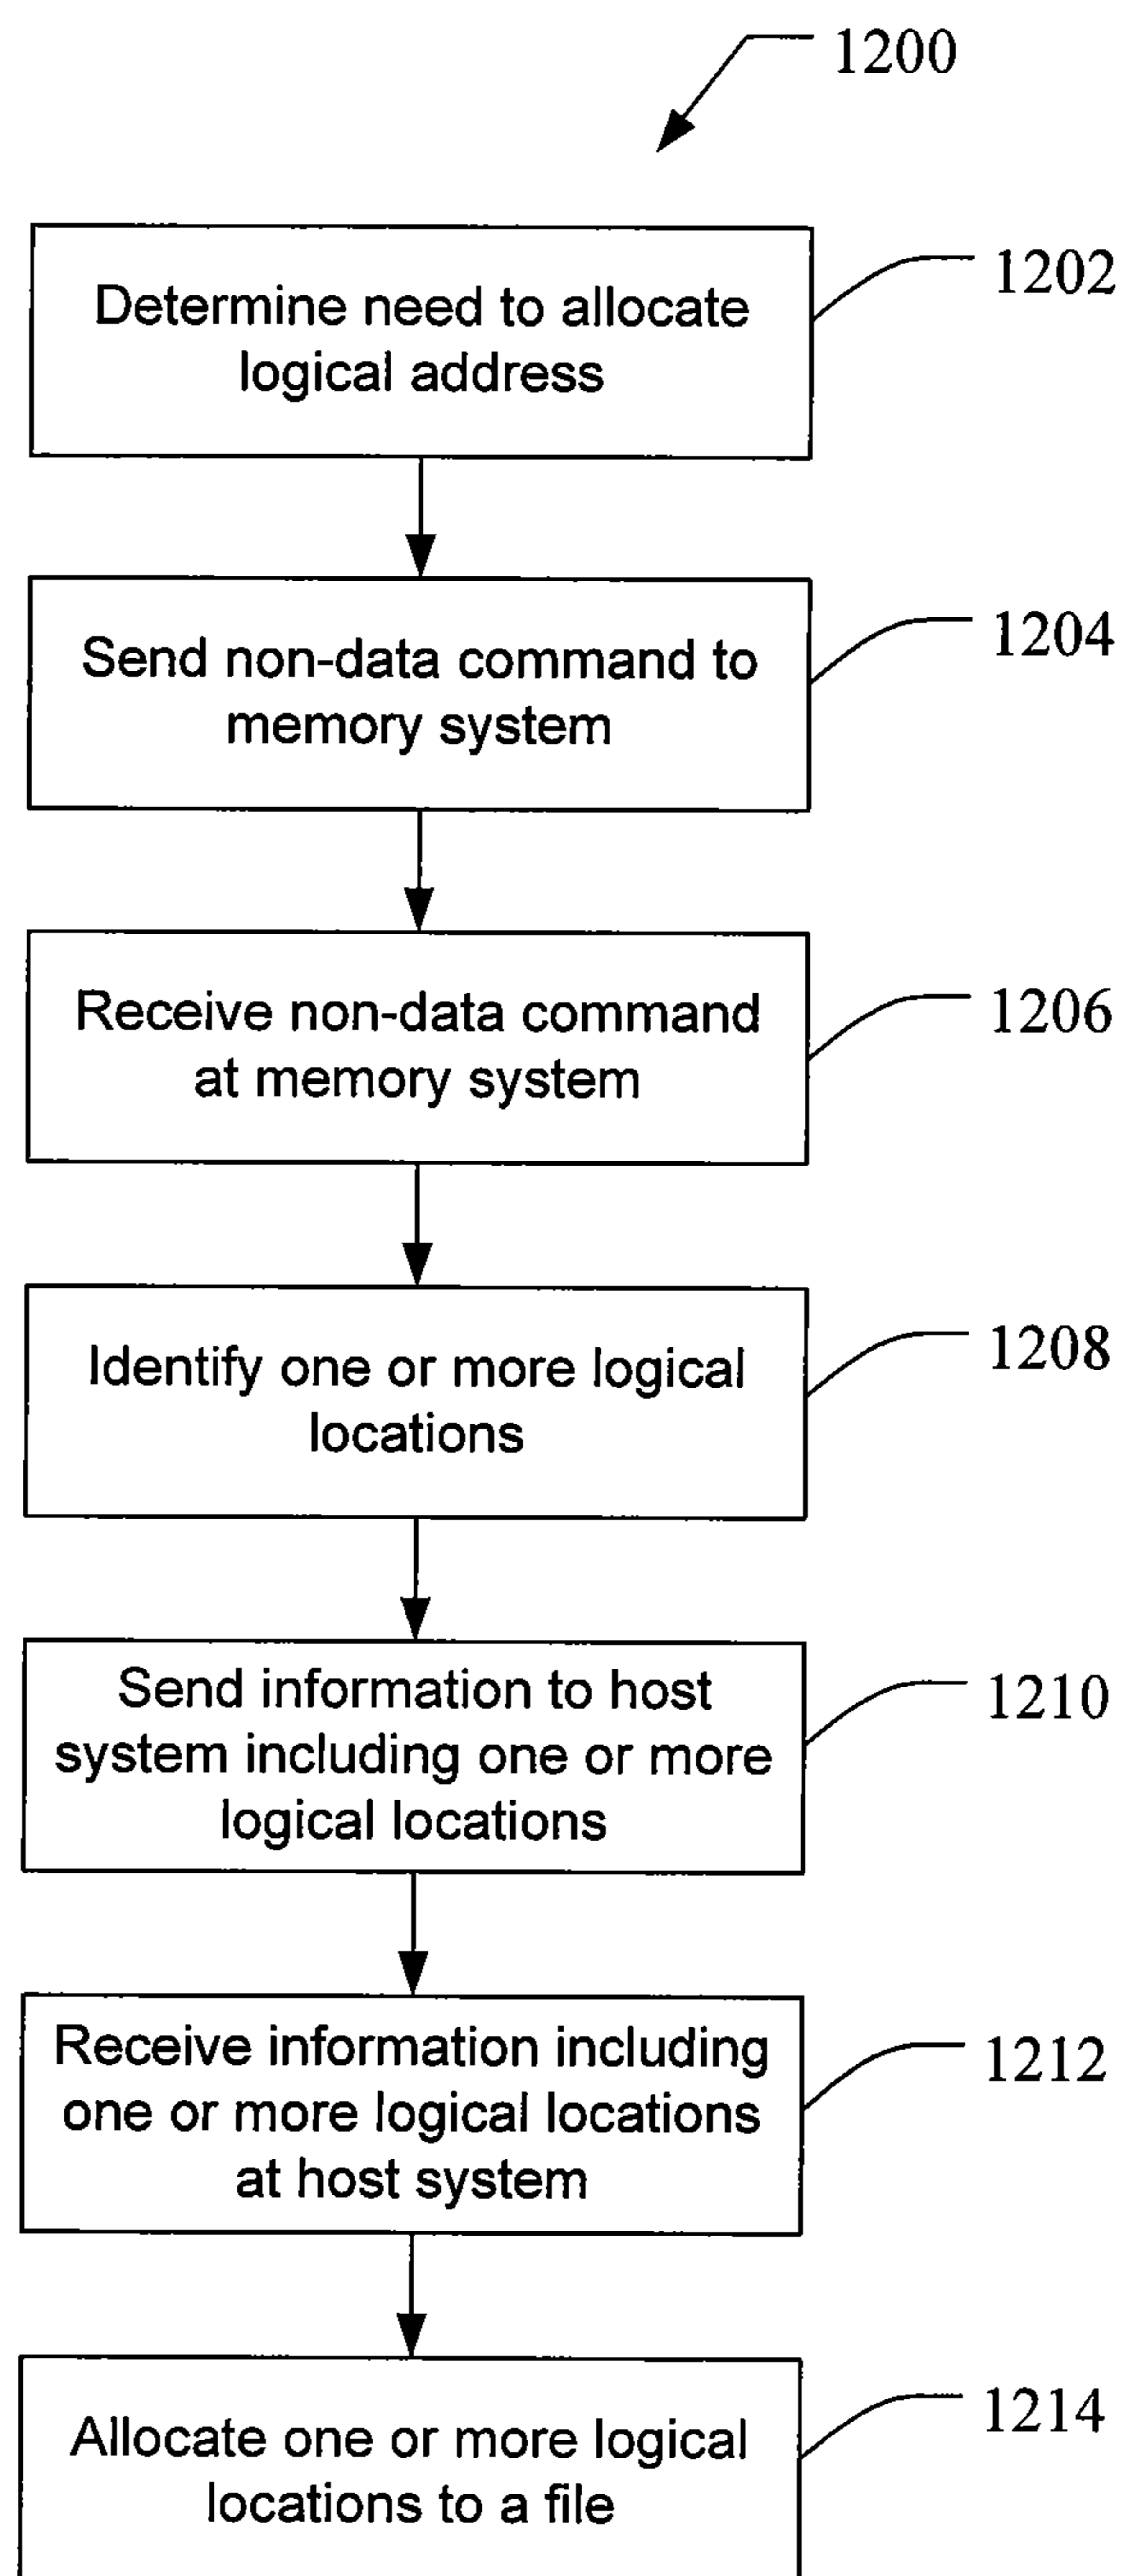 1200
Determine need to allocate
logical address
1202
Send non-data command to
memory system
1204
Receive non-data command
at memory system
1206
Identify one or more logical
locations
1208
Send information to host
system including one or more
logical locations
1210
Receive information including
one or more logical locations
at host system
1212
Allocate one or more logical
locations to a file
1214